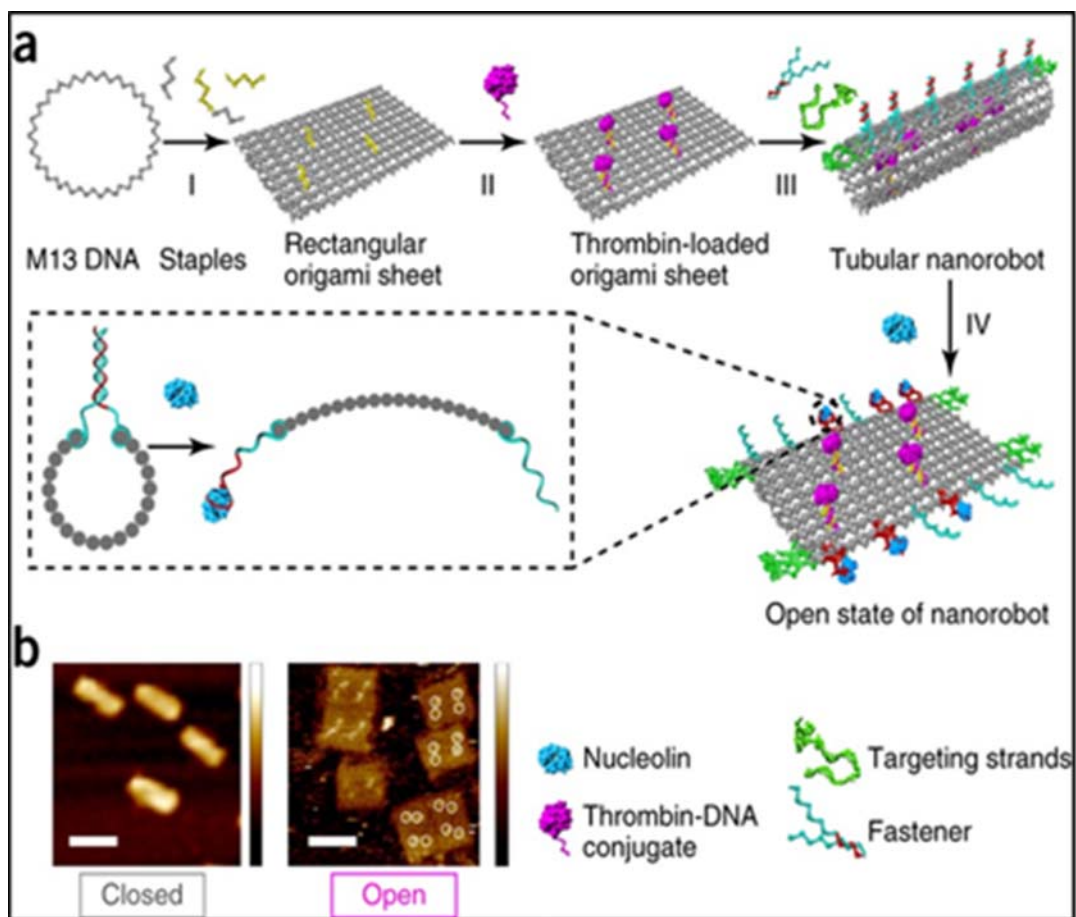 a
I
II
III
M13 DNA
Staples
Rectangular
origami sheet
Thrombin-loaded
origami sheet
Tubular nanorobot
IV
Open state of nanorobot
b
Nucleolin
Targeting strands
Thrombin-DNA
conjugate
Fastener
Closed
Open